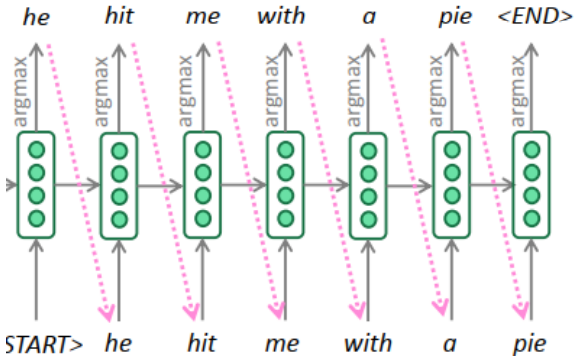 he hit me with a pie <END>
argmax argmax argmax argmax argmax argmax argmax
START> he hit me with a pie